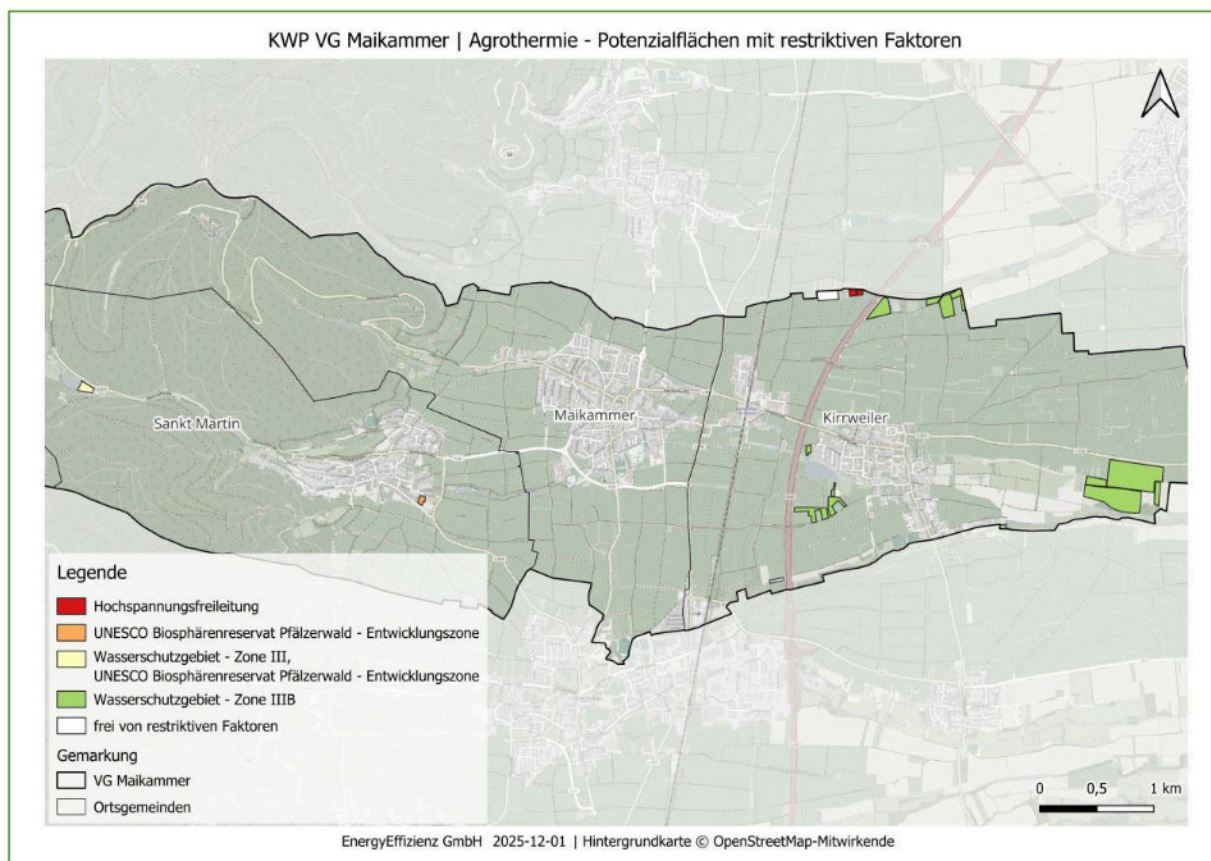 KWP VG Maikammer | Agrothermie - Potenzialflächen mit restriktiven Faktoren
Sankt Martin
Maikammer
Kirrweiler
Legende
Hochspannungsfreileitung
UNESCO Biosphärenreservat Pfälzerwald - Entwicklungszone
Wasserschutzgebiet - Zone III,
UNESCO Biosphärenreservat Pfälzerwald - Entwicklungszone
Wasserschutzgebiet - Zone IIIB
frei von restriktiven Faktoren
Gemarkung
VG Maikammer
Ortsgemeinden
0 0,5 1 km
EnergyEffizienz GmbH 2025-12-01 | Hintergrundkarte © OpenStreetMap-Mitwirkende